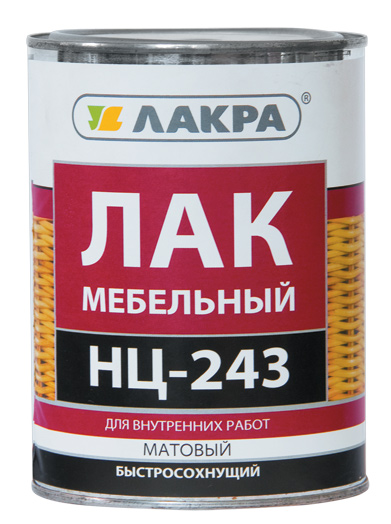 ЛАКРА®
ЛАК
МЕБЕЛЬНЫЙ
НЦ-243
ДЛЯ ВНУТРЕННИХ РАБОТ
МАТОВЫЙ
БЫСТРОСОХНУЩИЙ